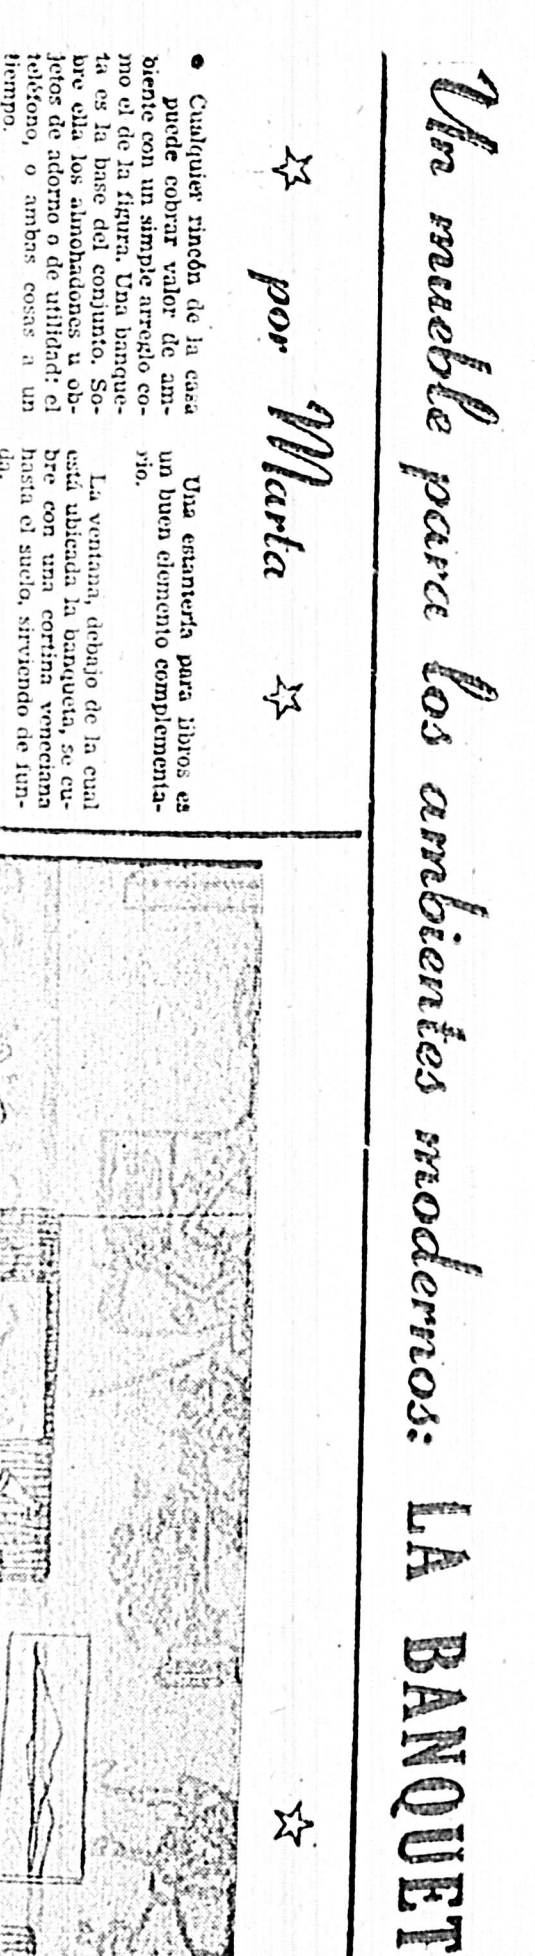 Un mueble para los ambientes modernos: LA BANQUET
por Marta
● Cualquier rincón de la casa
puede cobrar valor de am-
biente con un simple arreglo co-
mo el de la figura. Una banque-
ta es la base del conjunto. So-
bre ella los almohadones u ob-
jetos de adorno o de utilidad: el
teléfono, o ambas cosas a un
tiempo.
Una estantería para libros es
un buen elemento complementa-
rio.
La ventana, debajo de la cual
está ubicada la banqueta, se cu-
bre con una cortina veneciana
hasta el suelo, sirviendo de fun-
da.